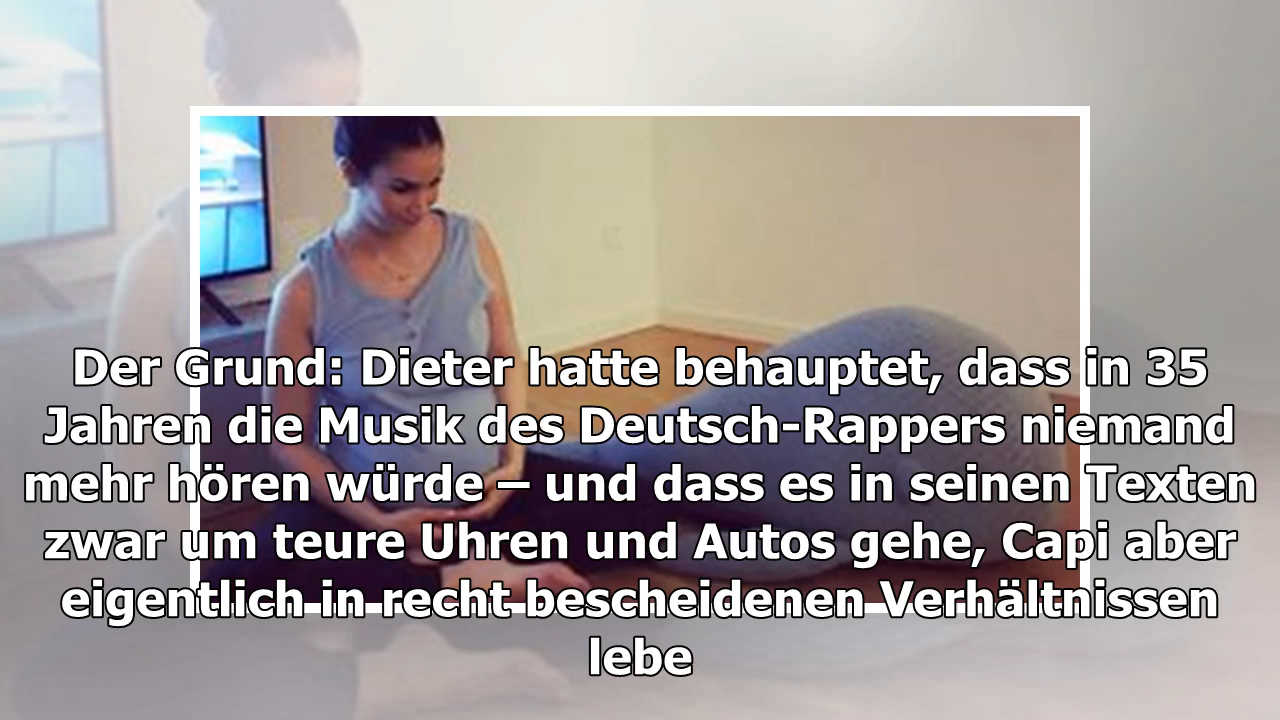 Der Grund: Dieter hatte behauptet, dass in 35
Jahren die Musik des Deutsch-Rappers niemand
mehr hören würde – und dass es in seinen Texten
zwar um teure Uhren und Autos gehe, Capi aber
eigentlich in recht bescheidenen Verhältnissen
lebe